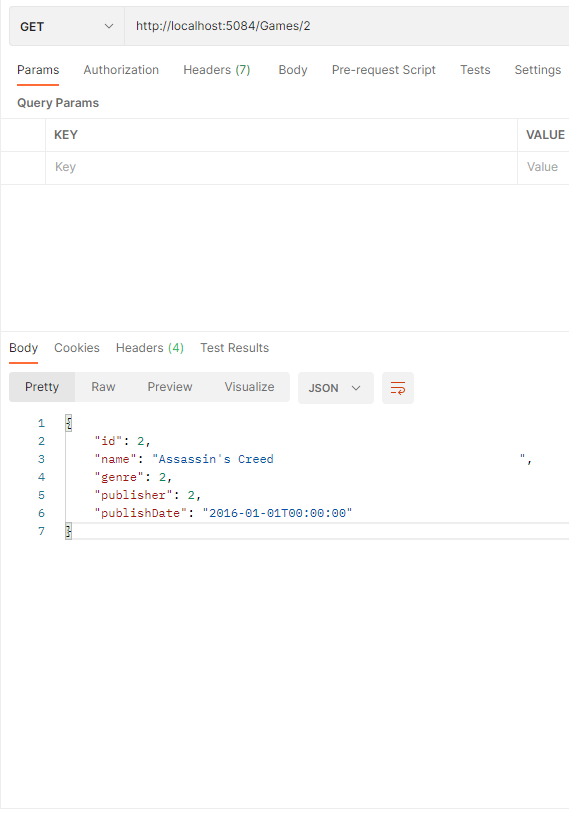 GET http://localhost:5084/Games/2
Params Authorization Headers (7) Body Pre-request Script Tests Settings
Query Params
KEY VALUE
Key Value
Body Cookies Headers (4) Test Results
Pretty Raw Preview Visualize JSON
1 {
2 "id": 2,
3 "name": "Assassin's Creed                                  ",
4 "genre": 2,
5 "publisher": 2,
6 "publishDate": "2016-01-01T00:00:00"
7 }